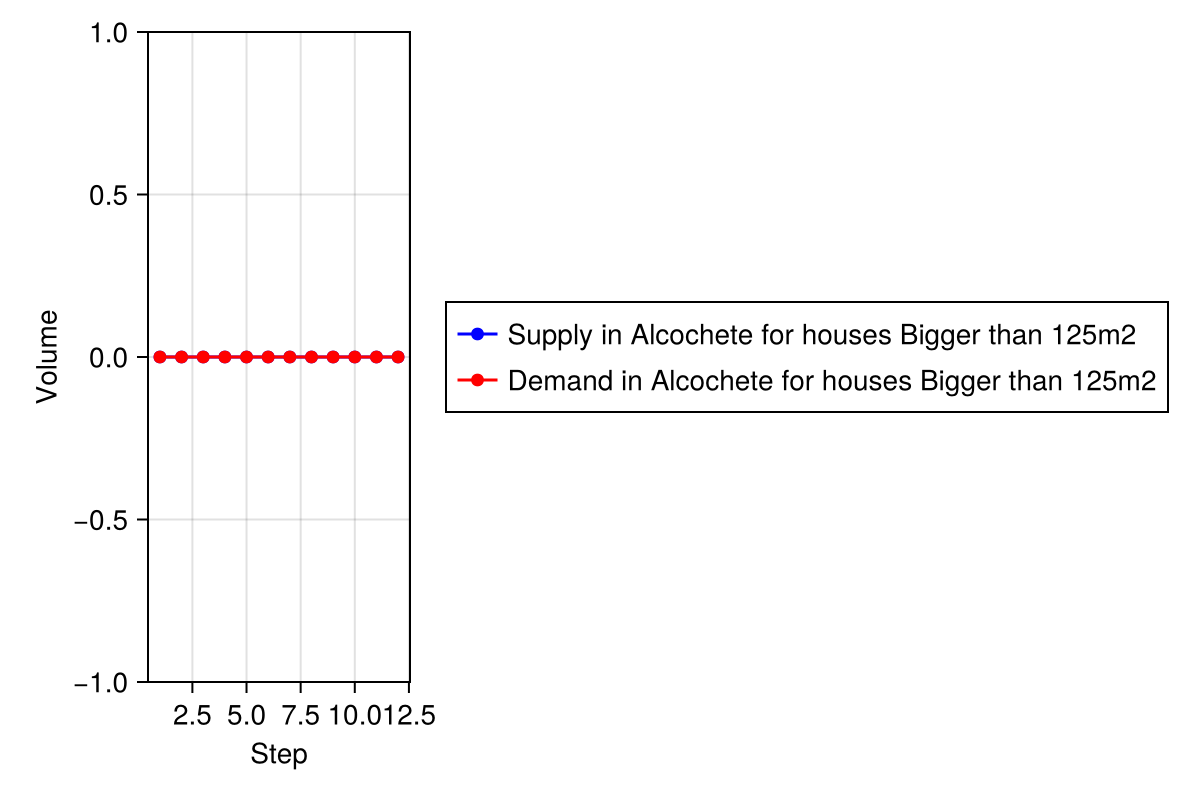 1.0
0.5
0.0
−0.5
−1.0
Volume
2.5 5.0 7.5 10.0 12.5
Step
Supply in Alcochete for houses Bigger than 125m2
Demand in Alcochete for houses Bigger than 125m2